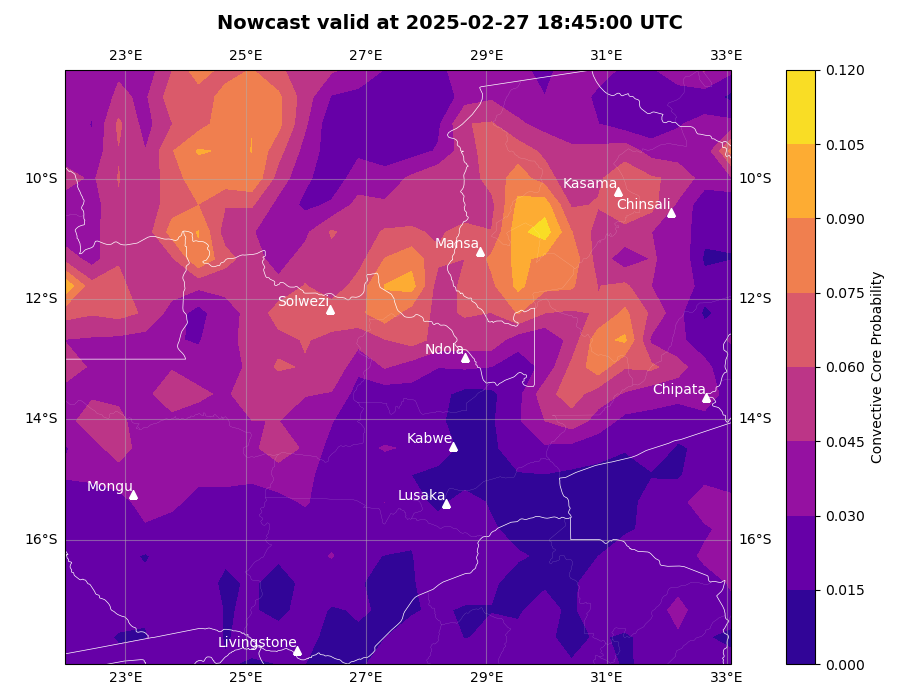 Nowcast valid at 2025-02-27 18:45:00 UTC
23°E 25°E 27°E 29°E 31°E 33°E
0.120
0.105
10°S 10°S
Kasama
Chinsali
0.090
Mansa
0.075
12°S 12°S
Solwezi
Ndola
0.060
Chipata
14°S 14°S
0.045
Kabwe
Mongu
Lusaka
0.030
16°S 16°S
0.015
Livingstone
0.000
23°E 25°E 27°E 29°E 31°E 33°E
Convective Core Probability